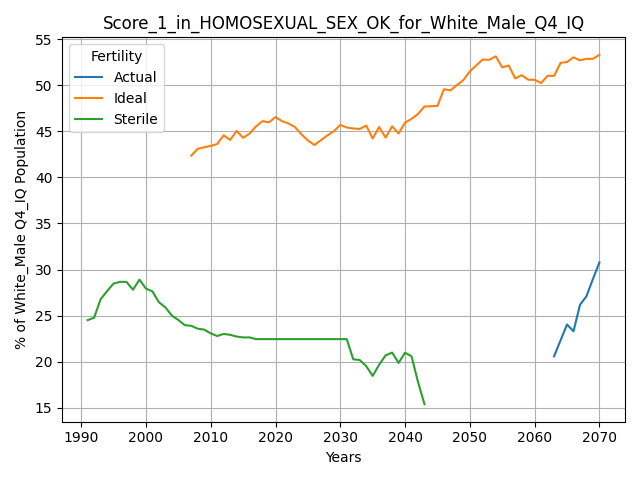 Score_1_in_HOMOSEXUAL_SEX_OK_for_White_Male_Q4_IQ
% of White_Male Q4_IQ Population
55
50
45
40
35
30
25
20
15
Fertility
Actual
Ideal
Sterile
1990 2000 2010 2020 2030 2040 2050 2060 2070
Years